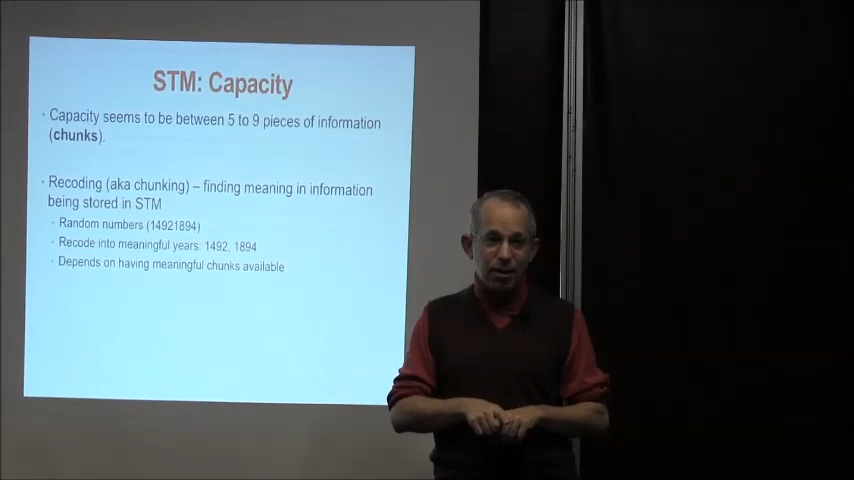 STM: Capacity
· Capacity seems to be between 5 to 9 pieces of information
(chunks).
· Recoding (aka chunking) – finding meaning in information
being stored in STM
· Random numbers (14921894)
· Recode into meaningful years: 1492, 1894
· Depends on having meaningful chunks available